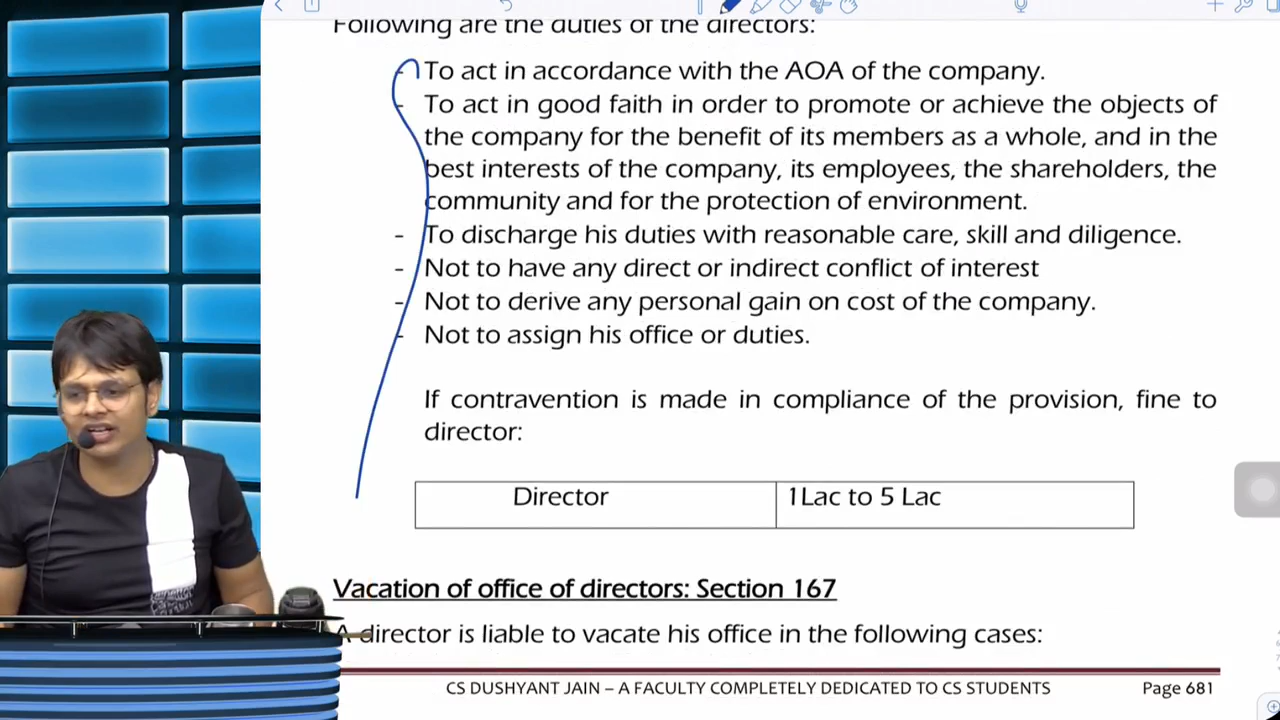 Following are the duties of the directors:
- To act in accordance with the AOA of the company.
- To act in good faith in order to promote or achieve the objects of
the company for the benefit of its members as a whole, and in the
best interests of the company, its employees, the shareholders, the
community and for the protection of environment.
- To discharge his duties with reasonable care, skill and diligence.
- Not to have any direct or indirect conflict of interest
- Not to derive any personal gain on cost of the company.
- Not to assign his office or duties.
If contravention is made in compliance of the provision, fine to
director:
Director 1Lac to 5 Lac
Vacation of office of directors: Section 167
A director is liable to vacate his office in the following cases:
CS DUSHYANT JAIN – A FACULTY COMPLETELY DEDICATED TO CS STUDENTS Page 681